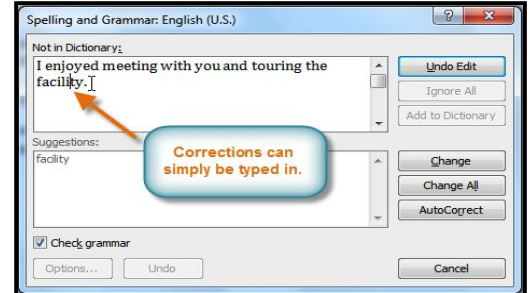 Spelling and Grammar: English (U.S.)
Not in Dictionary:
I enjoyed meeting with you and touring the
facility.
Undo Edit
Ignore All
Add to Dictionary
Corrections can
simply be typed in.
Suggestions:
facility
Change
Change All
AutoCorrect
Check grammar
Options...
Undo
Cancel